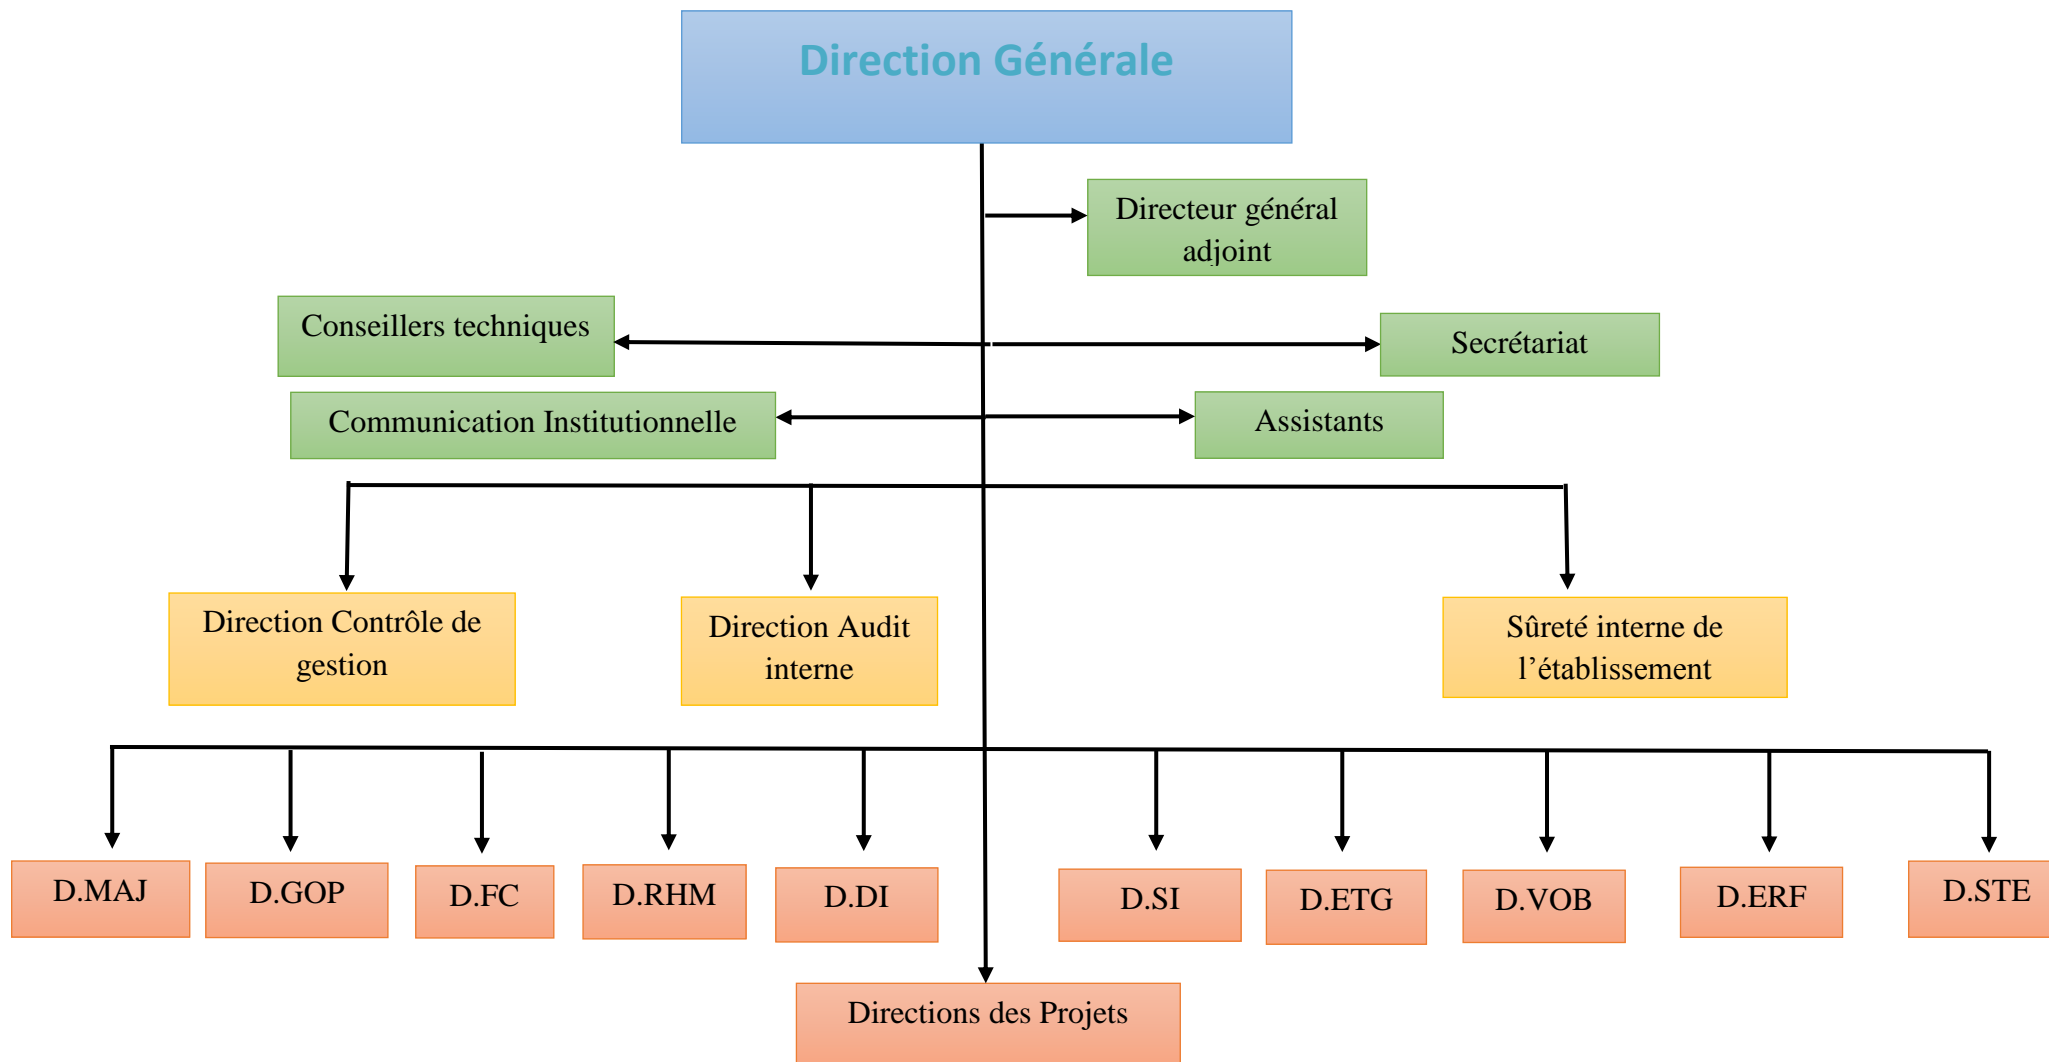 Direction Générale
Directeur général
adjoint
Conseillers techniques
Secrétariat
Communication Institutionnelle
Assistants
Direction Contrôle de
gestion
Direction Audit
interne
Sûreté interne de
l’établissement
D.MAJ
D.GOP
D.FC
D.RHM
D.DI
D.SI
D.ETG
D.VOB
D.ERF
D.STE
Directions des Projets